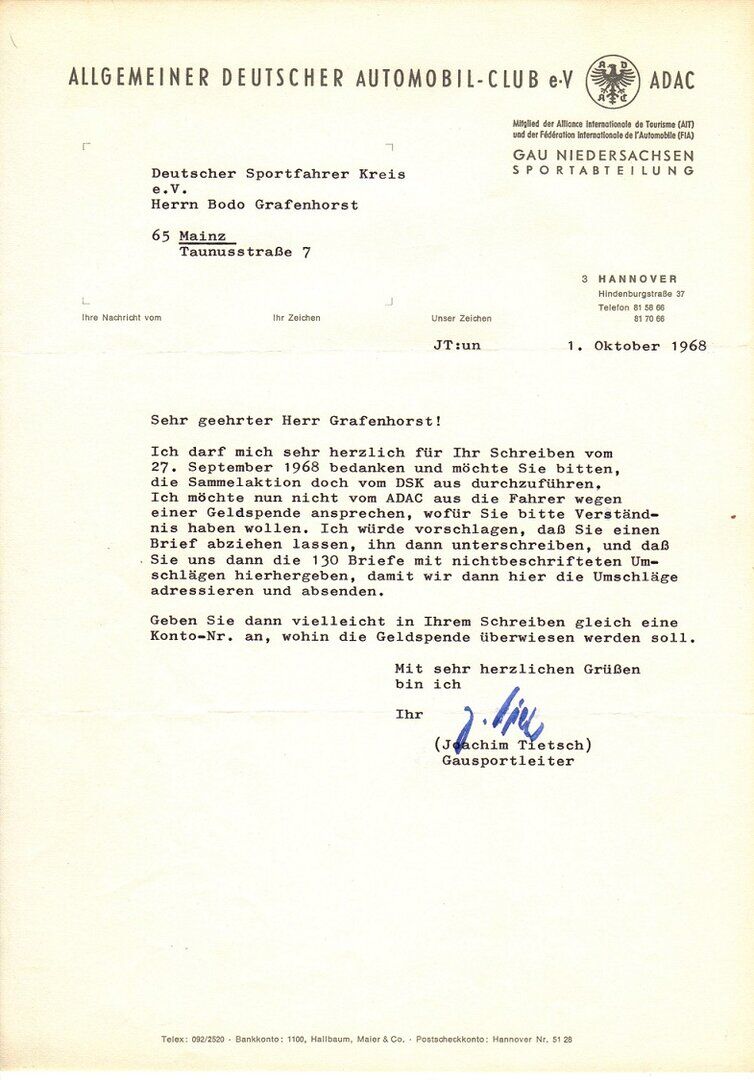 ALLGEMEINER DEUTSCHER AUTOMOBIL-CLUB e·V ADAC
Mitglied der Alliance Internationale de Tourisme (AIT)
und der Fédération Internationale de l'Automobile (FIA)
GAU NIEDERSACHSEN
SPORTABTEILUNG
Deutscher Sportfahrer Kreis
e.V.
Herrn Bodo Grafenhorst
65 Mainz
Taunusstraße 7
3 HANNOVER
Hindenburgstraße 37
Telefon 81 58 66
81 70 66
Ihre Nachricht vom Ihr Zeichen Unser Zeichen
JT:un 1. Oktober 1968
Sehr geehrter Herr Grafenhorst!
Ich darf mich sehr herzlich für Ihr Schreiben vom
27. September 1968 bedanken und möchte Sie bitten,
die Sammelaktion doch vom DSK aus durchzuführen.
Ich möchte nun nicht vom ADAC aus die Fahrer wegen
einer Geldspende ansprechen, wofür Sie bitte Verständ-
nis haben wollen. Ich würde vorschlagen, daß Sie einen
Brief abziehen lassen, ihn dann unterschreiben, und daß
Sie uns dann die 130 Briefe mit nichtbeschrifteten Um-
schlägen hierhergeben, damit wir dann hier die Umschläge
adressieren und absenden.
Geben Sie dann vielleicht in Ihrem Schreiben gleich eine
Konto-Nr. an, wohin die Geldspende überwiesen werden soll.
Mit sehr herzlichen Grüßen
bin ich
Ihr
(Joachim Tietsch)
Gausportleiter
Telex: 092/2520 · Bankkonto: 1100, Hallbaum, Maier & Co. · Postscheckkonto: Hannover Nr. 51 28